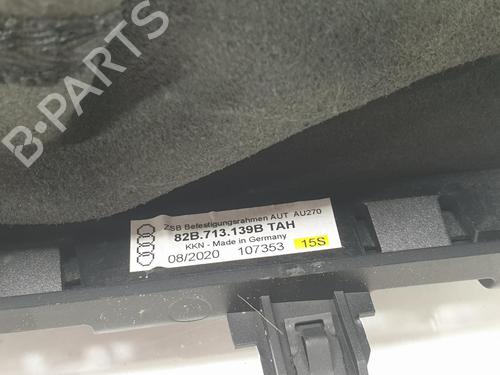 B-PARTS
ZSB Befestigungsrahmen AUT AU270
82B.713.139B TAH
KKN - Made in Germany
08/2020 107353 15S